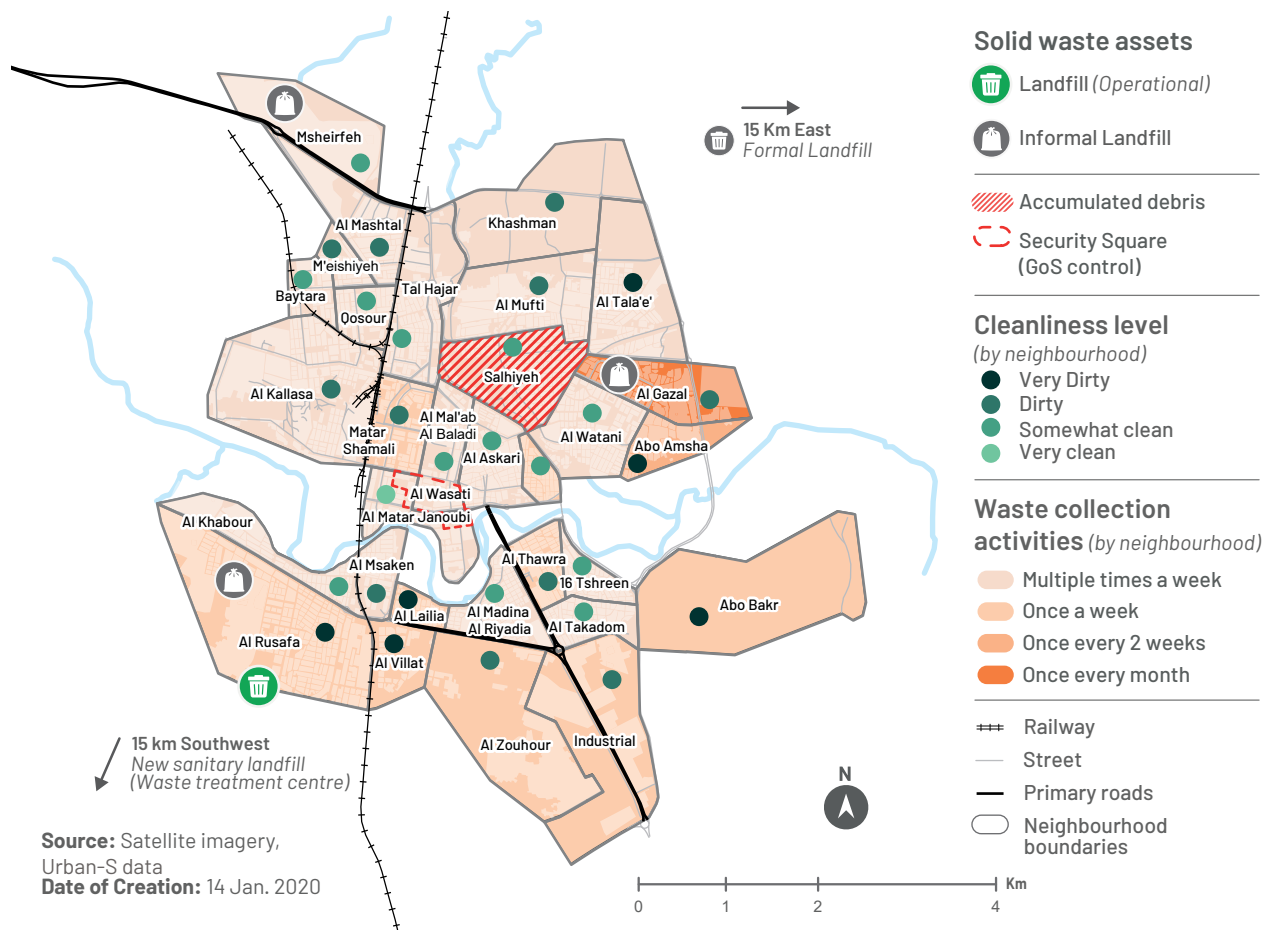 Solid waste assets
Landfill (Operational)
Informal Landfill
Accumulated debris
Security Square
(GoS control)
Cleanliness level
(by neighbourhood)
Very Dirty
Dirty
Somewhat clean
Very clean
Waste collection
activities (by neighbourhood)
Multiple times a week
Once a week
Once every 2 weeks
Once every month
Railway
Street
Primary roads
Neighbourhood
boundaries
15 Km East
Formal Landfill
Msheirfeh
Al Mashtal
Khashman
M'eishiyeh
Baytara
Tal Hajar
Al Mufti
Al Tala'e'
Qosour
Salhiyeh
Al Kallasa
Al Gazal
Al Mal'ab
Al Baladi
Matar
Shamali
Al Watani
Abo Amsha
Al Askari
Al Wasati
Al Matar Janoubi
Al Khabour
Al Msaken
Al Thawra
16 Tshreen
Al Lailia
Al Madina
Al Riyadia
Al Takadom
Abo Bakr
Al Rusafa
Al Villat
Al Zouhour
Industrial
15 km Southwest
New sanitary landfill
(Waste treatment centre)
N
Source: Satellite imagery,
Urban-S data
Date of Creation: 14 Jan. 2020
Km
0 1 2 4